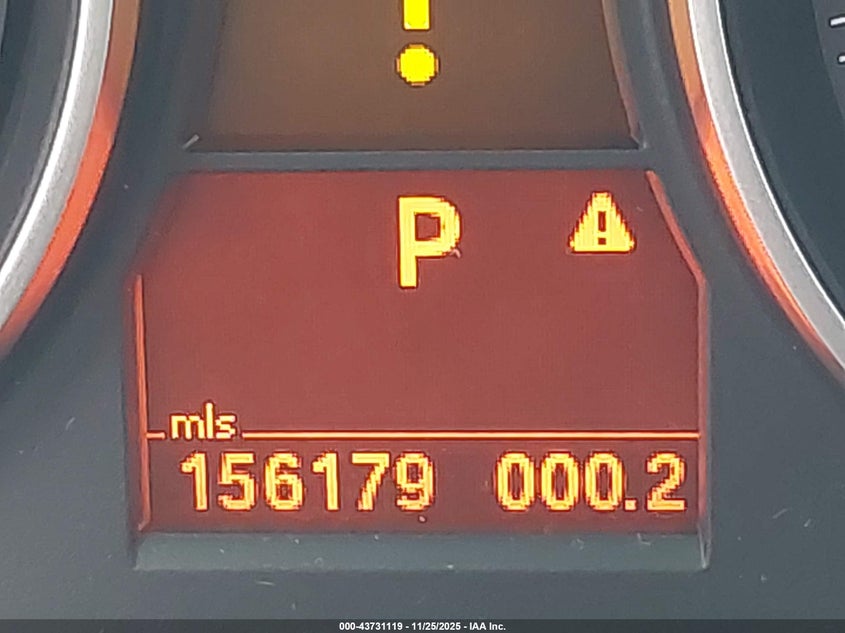 P
mls
156179 000.2
000-43731119 - 11/25/2025 - IAA Inc.